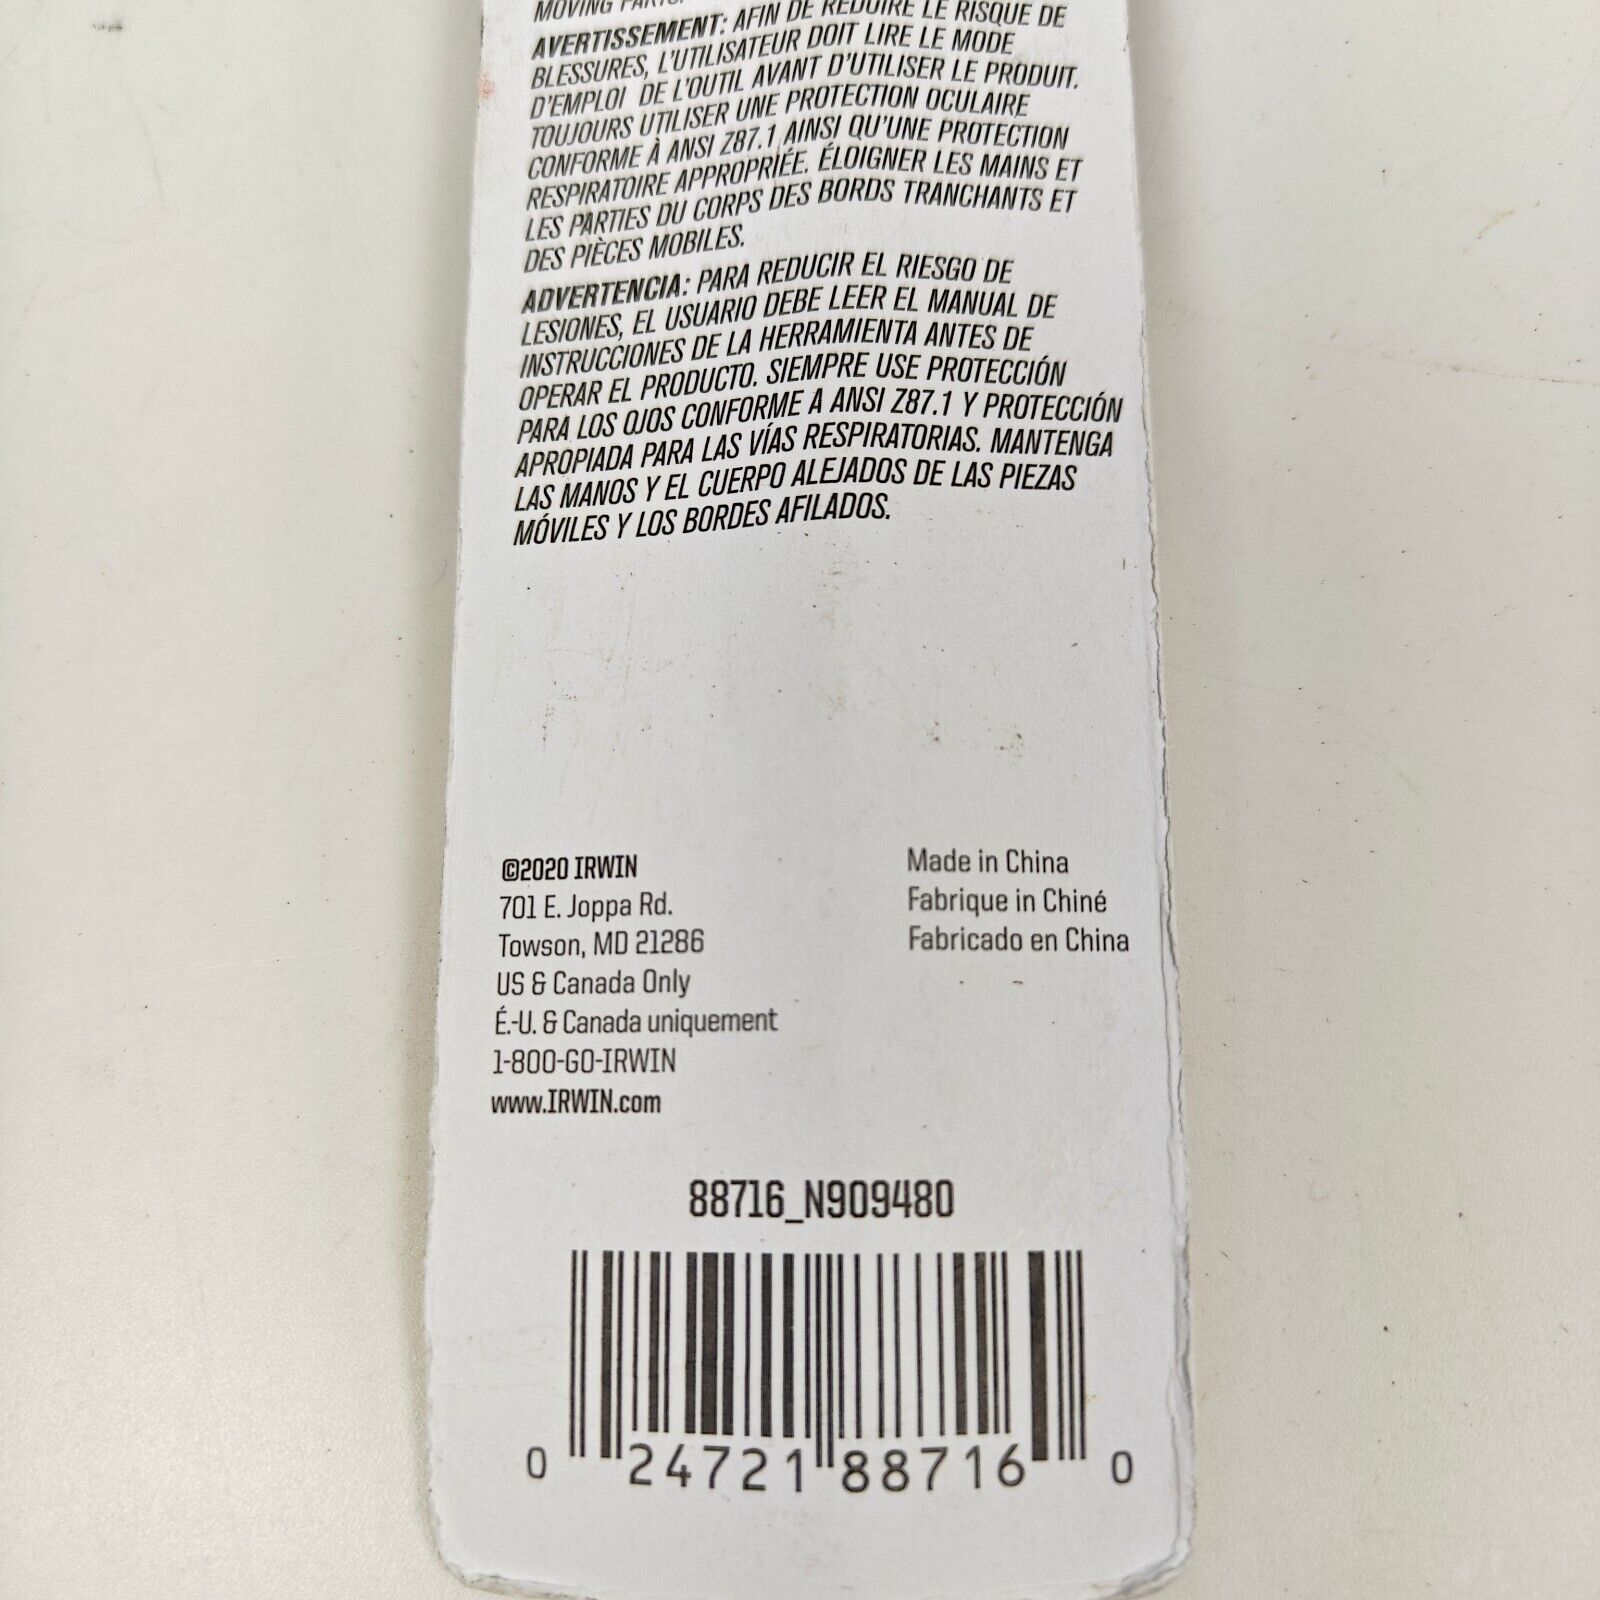 MOVING PARTS.
AVERTISSEMENT: AFIN DE RÉDUIRE LE RISQUE DE
BLESSURES, L'UTILISATEUR DOIT LIRE LE MODE
D'EMPLOI DE L'OUTIL AVANT D'UTILISER LE PRODUIT.
TOUJOURS UTILISER UNE PROTECTION OCULAIRE
CONFORME À ANSI Z87.1 AINSI QU'UNE PROTECTION
RESPIRATOIRE APPROPRIÉE. ÉLOIGNER LES MAINS ET
LES PARTIES DU CORPS DES BORDS TRANCHANTS ET
DES PIÈCES MOBILES.
ADVERTENCIA: PARA REDUCIR EL RIESGO DE
LESIONES, EL USUARIO DEBE LEER EL MANUAL DE
INSTRUCCIONES DE LA HERRAMIENTA ANTES DE
OPERAR EL PRODUCTO. SIEMPRE USE PROTECCIÓN
PARA LOS OJOS CONFORME A ANSI Z87.1 Y PROTECCIÓN
APROPIADA PARA LAS VÍAS RESPIRATORIAS. MANTENGA
LAS MANOS Y EL CUERPO ALEJADOS DE LAS PIEZAS
MÓVILES Y LOS BORDES AFILADOS.
©2020 IRWIN
701 E. Joppa Rd.
Towson, MD 21286
US & Canada Only
É.-U. & Canada uniquement
1-800-GO-IRWIN
www.IRWIN.com
Made in China
Fabrique in Chiné
Fabricado en China
88716_N909480
0 24721 88716 0